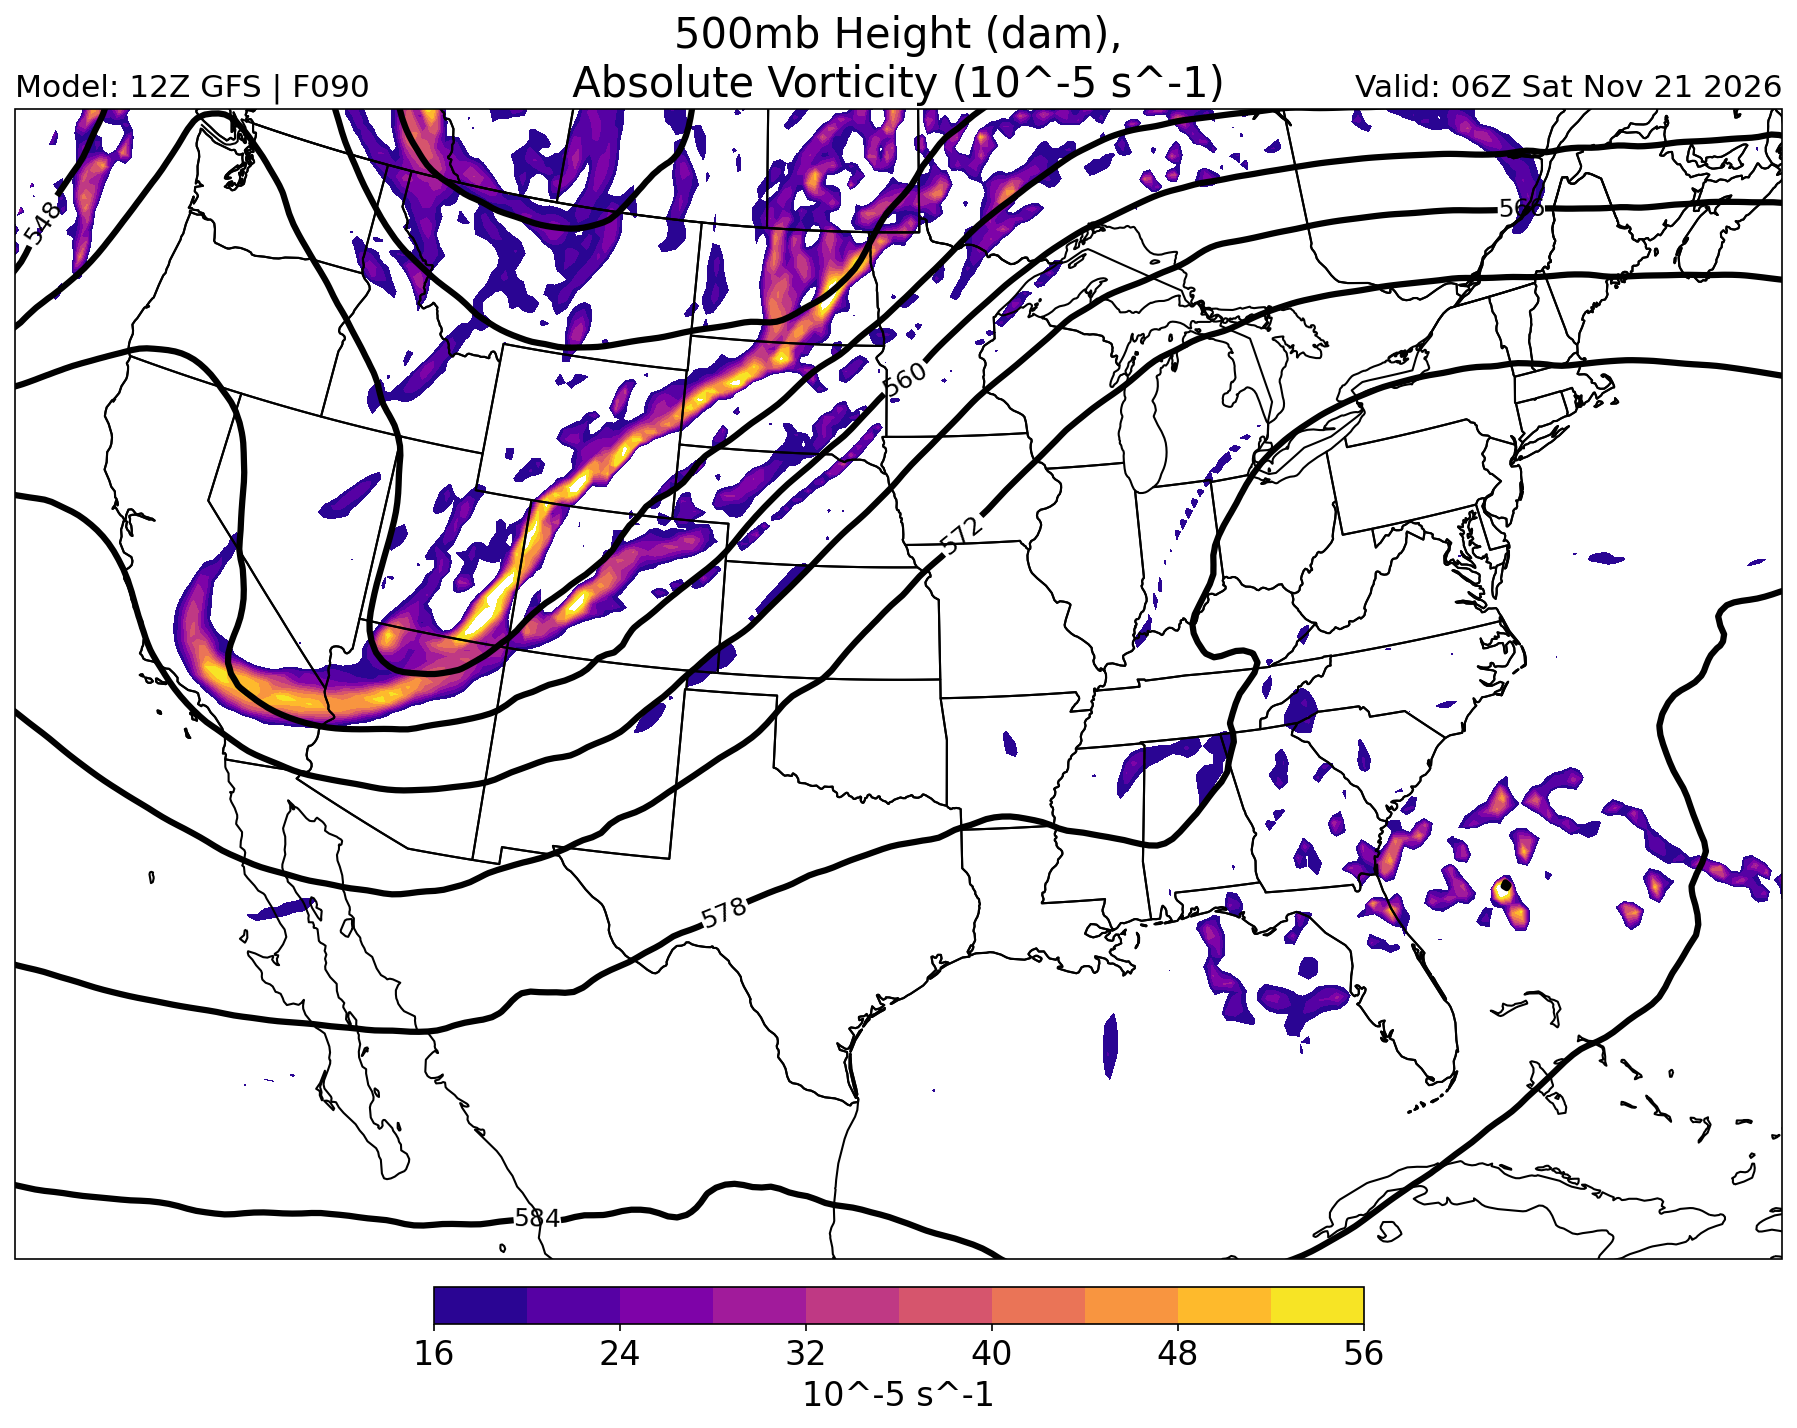 500mb Height (dam),
Model: 12Z GFS | F090
Absolute Vorticity (10^-5 s^-1)
Valid: 06Z Sat Nov 21 2026
548
566
560
572
578
584
16 24 32 40 48 56
10^-5 s^-1